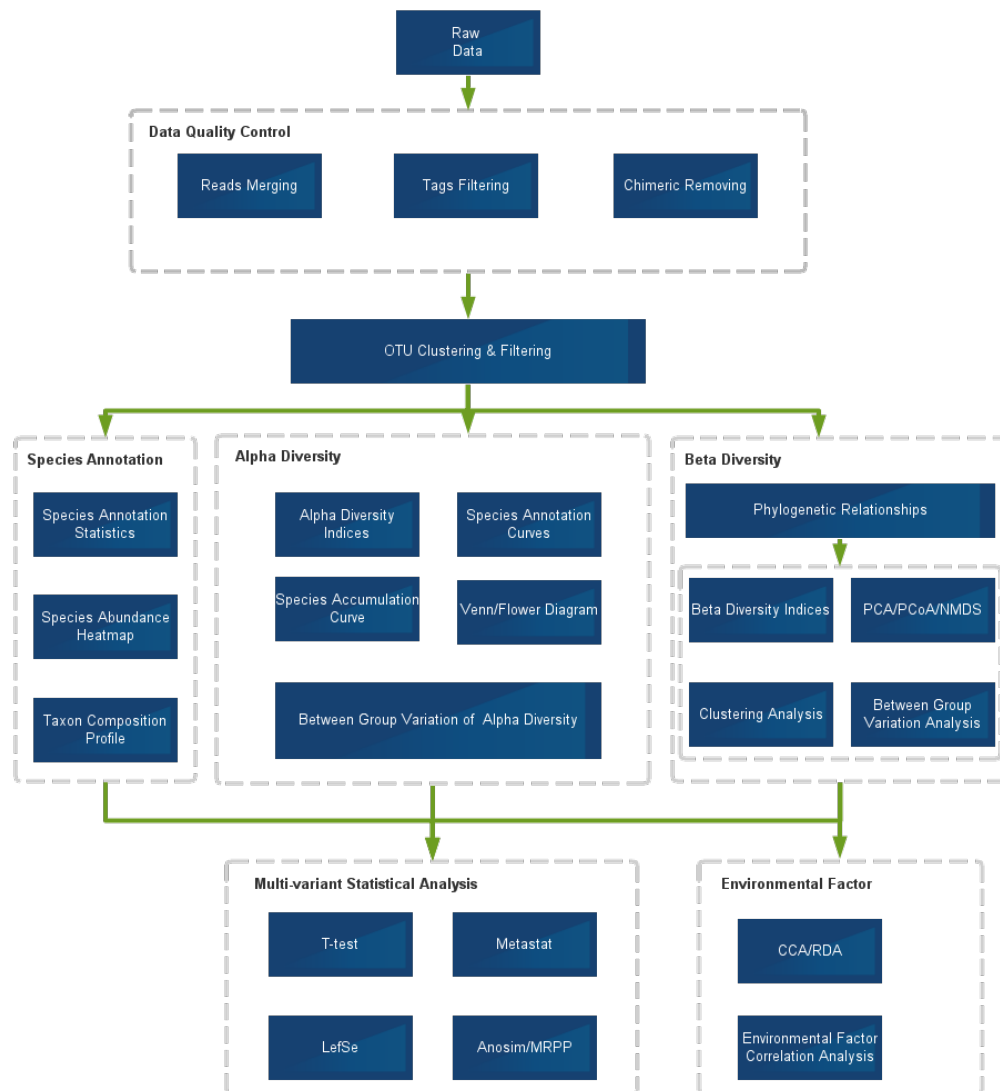 Raw
Data
Data Quality Control
Reads Merging
Tags Filtering
Chimeric Removing
OTU Clustering & Filtering
Species Annotation
Species Annotation
Statistics
Species Abundance
Heatmap
Taxon Composition
Profile
Alpha Diversity
Alpha Diversity
Indices
Species Annotation
Curves
Species Accumulation
Curve
Venn/Flower Diagram
Between Group Variation of Alpha Diversity
Beta Diversity
Phylogenetic Relationships
Beta Diversity Indices
PCA/PCoA/NMDS
Clustering Analysis
Between Group
Variation Analysis
Multi-variant Statistical Analysis
T-test
Metastat
LefSe
Anosim/MRPP
Environmental Factor
CCA/RDA
Environmental Factor
Correlation Analysis